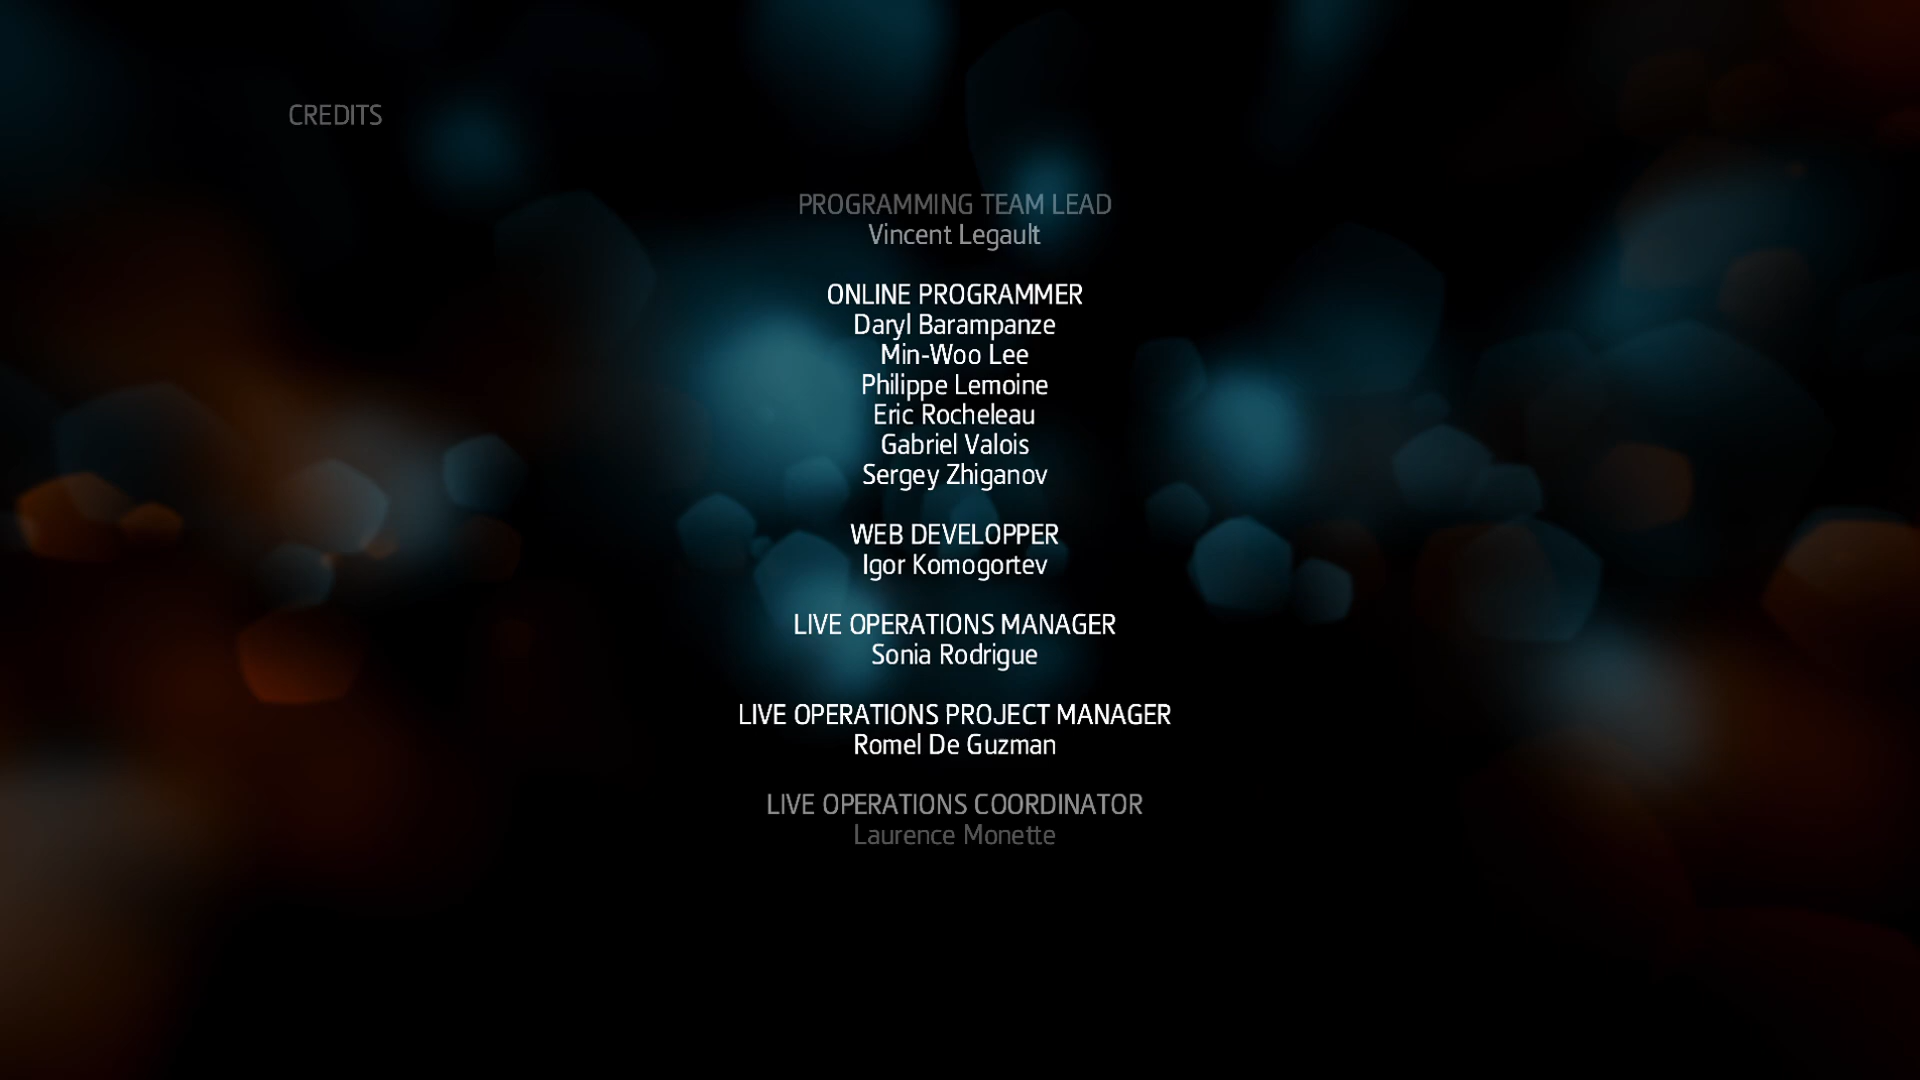 CREDITS
PROGRAMMING TEAM LEAD
Vincent Legault
ONLINE PROGRAMMER
Daryl Barampanze
Min-Woo Lee
Philippe Lemoine
Eric Rocheleau
Gabriel Valois
Sergey Zhiganov
WEB DEVELOPPER
Igor Komogortev
LIVE OPERATIONS MANAGER
Sonia Rodrigue
LIVE OPERATIONS PROJECT MANAGER
Romel De Guzman
LIVE OPERATIONS COORDINATOR
Laurence Monette